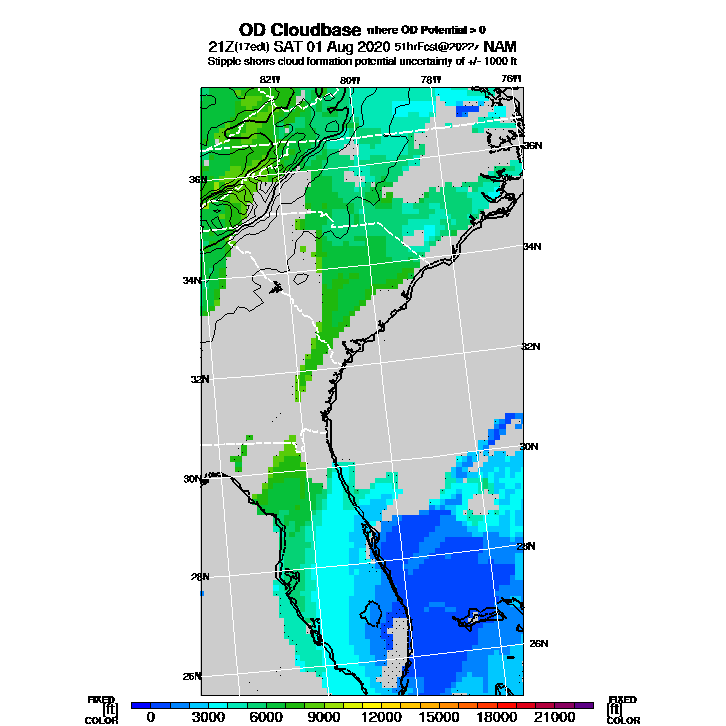 OD Cloudbase where OD Potential > 0
21Z(17edt) SAT 01 Aug 2020 51hrFcst@2022z NAM
Stipple shows cloud formation potential uncertainty of +/- 1000 ft
82W 80W 78W 76W
36N
36N
34N
34N
32N
32N
30N
30N
28N
28N
26N
26N
FIXED FIXED
[ft] 0 3000 6000 9000 12000 15000 18000 21000 [ft]
COLOR COLOR